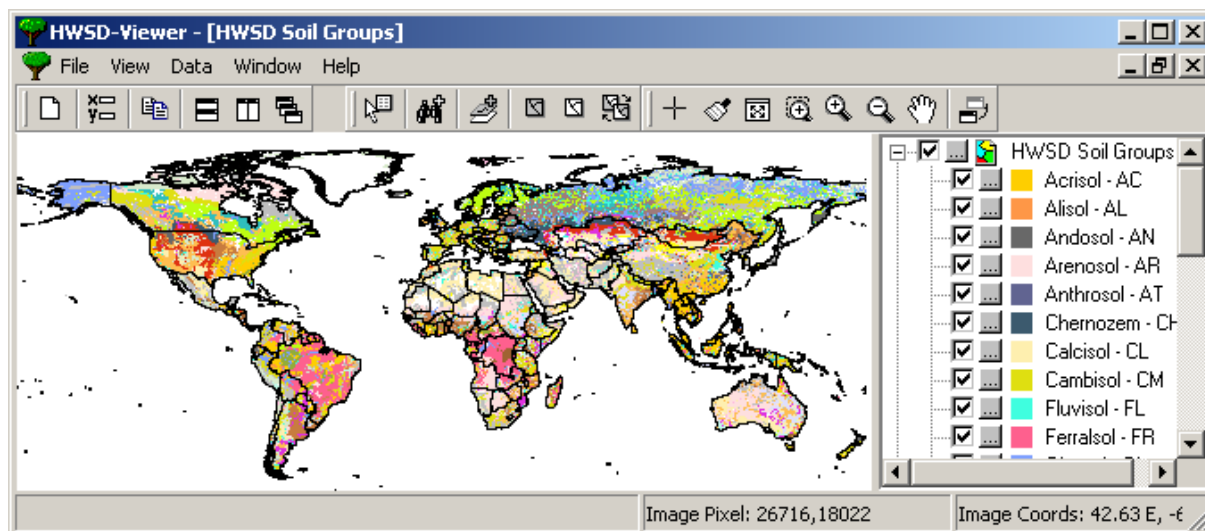 HWSD-Viewer - [HWSD Soil Groups]
File View Data Window Help
HWSD Soil Groups
Acrisol - AC
Alisol - AL
Andosol - AN
Arenosol - AR
Anthrosol - AT
Chernozem - CH
Calcisol - CL
Cambisol - CM
Fluvisol - FL
Ferralsol - FR
Image Pixel: 26716,18022 Image Coords: 42.63 E, -6